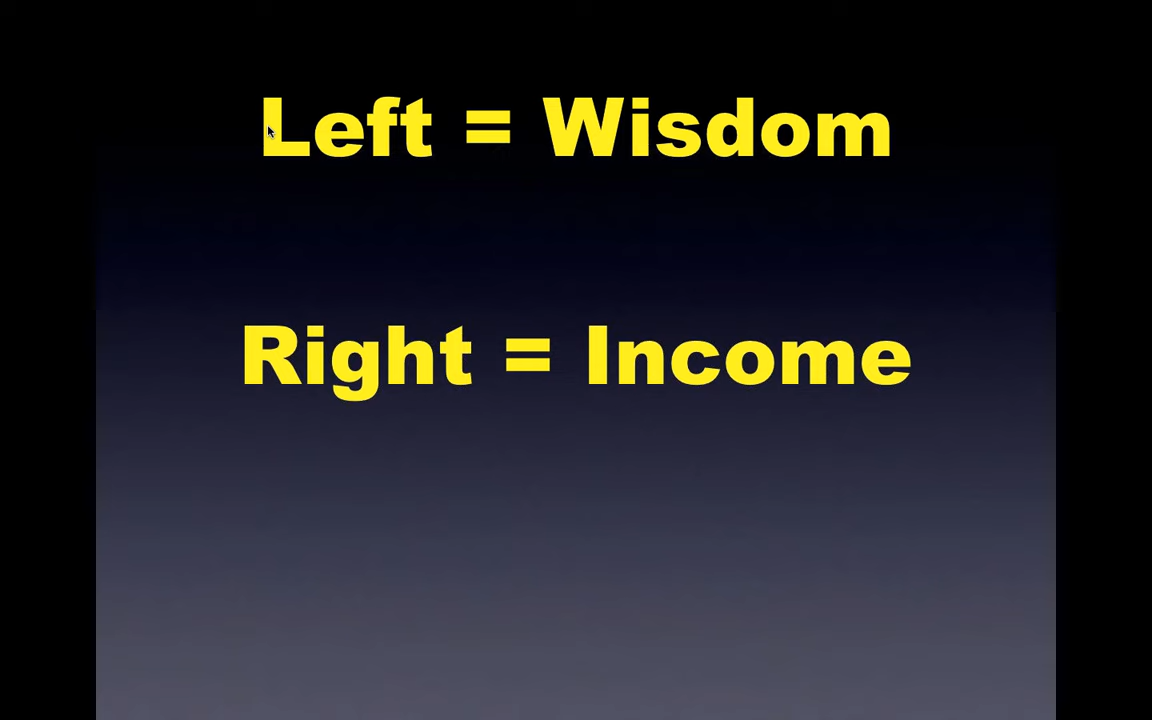 Left = Wisdom
Right = Income